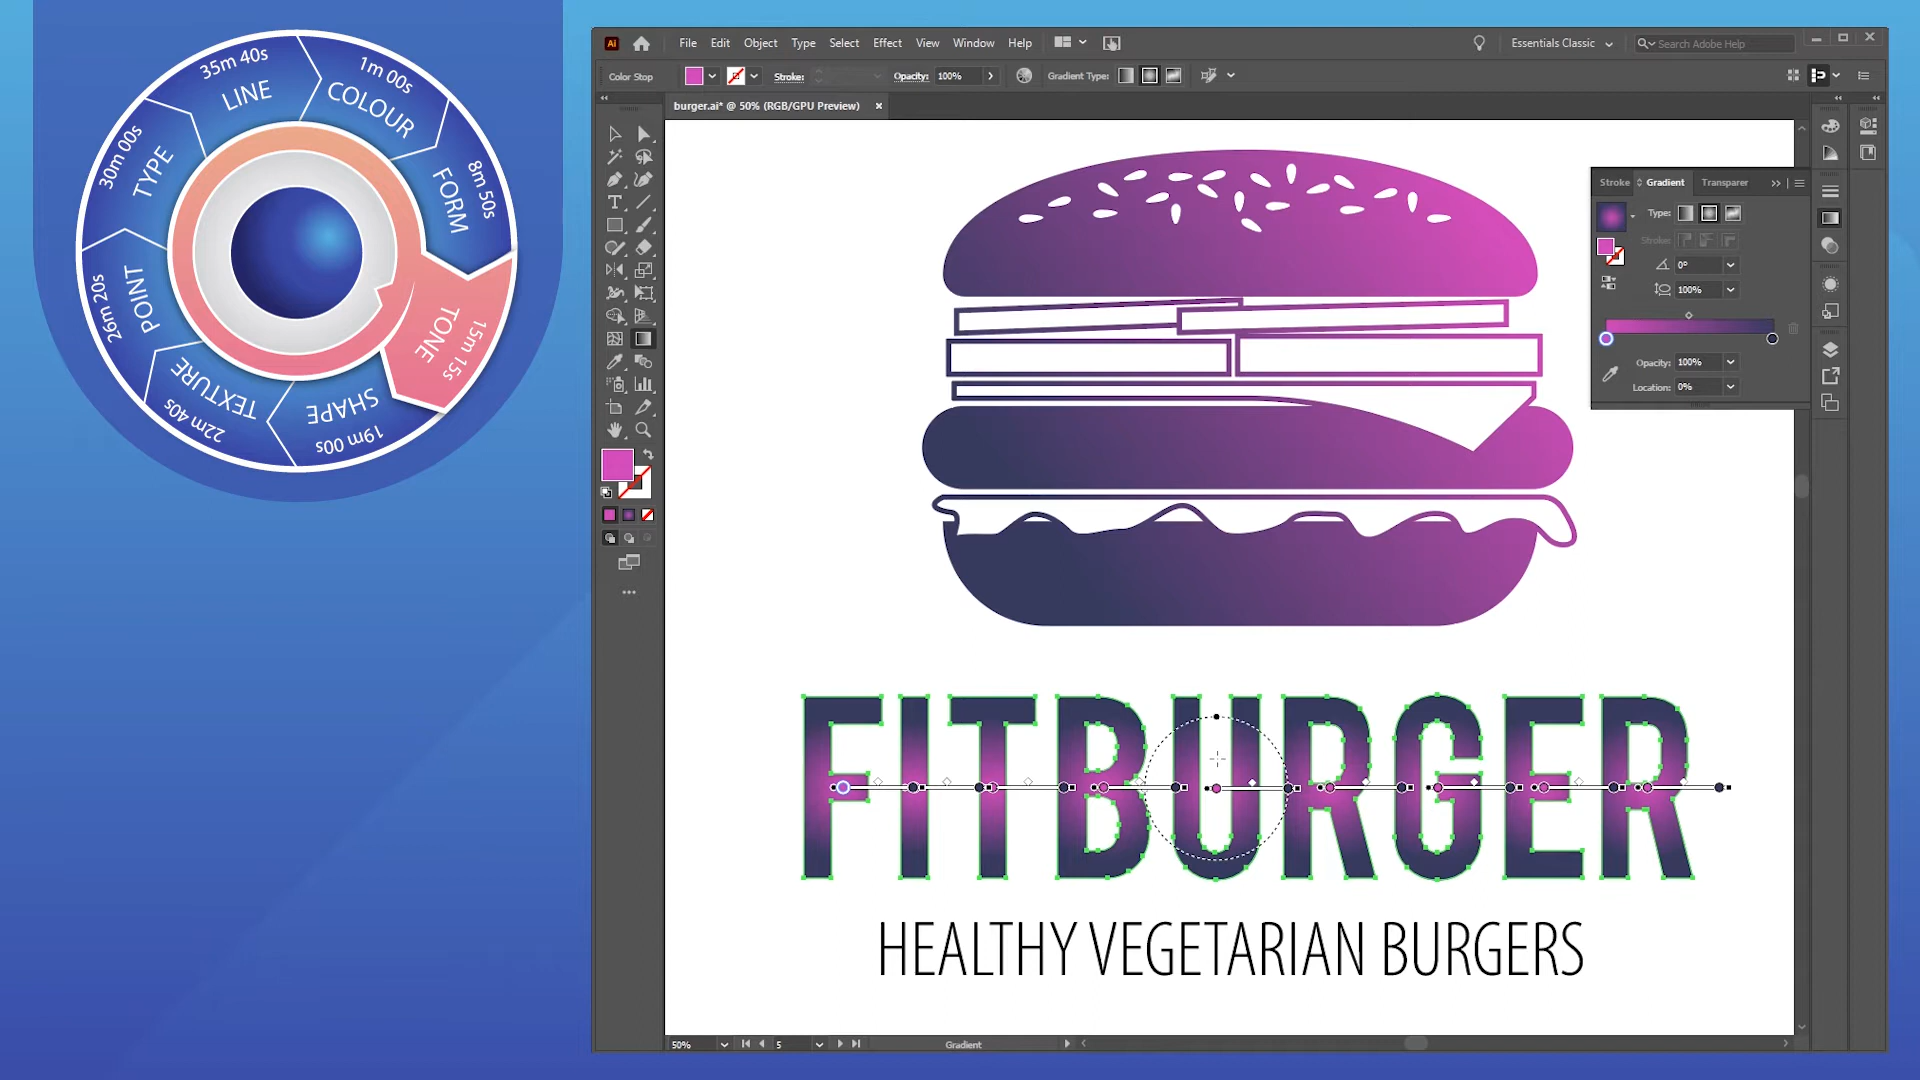 35m 40s
LINE
1m 00s
COLOUR
8m 50s
FORM
15m 15s
TONE
19m 00s
SHAPE
22m 40s
TEXTURE
26m 20s
POINT
30m 00s
TYPE
Ai File Edit Object Type Select Effect View Window Help Essentials Classic Search Adobe Help
Color Stop Stroke: Opacity: 100% Gradient Type:
burger.ai* @ 50% (RGB/GPU Preview)
Stroke Gradient Transparer
Type:
Stroke:
0°
100%
Opacity: 100%
Location: 0%
FITBURGER
HEALTHY VEGETARIAN BURGERS
50% 5 Gradient